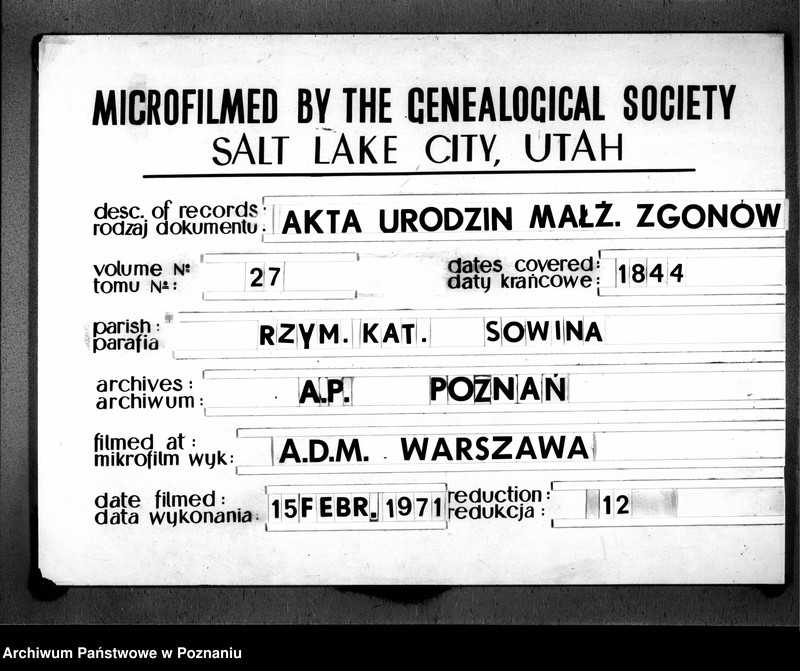 MICROFILMED BY THE GENEALOGICAL SOCIETY
SALT LAKE CITY, UTAH
desc. of records: AKTA URODZIN MAŁŻ. ZGONÓW
rodzaj dokumentu:
volume №: 27 dates covered: 1844
tomu №: daty krańcowe:
parish: RZYM. KAT. SOWINA
parafia
archives: A.P. POZNAŃ
archiwum:
filmed at: A.D.M. WARSZAWA
mikrofilm wyk:
date filmed: 15 FEBR. 1971 reduction: 12
data wykonania: redukcja:
Archiwum Państwowe w Poznaniu